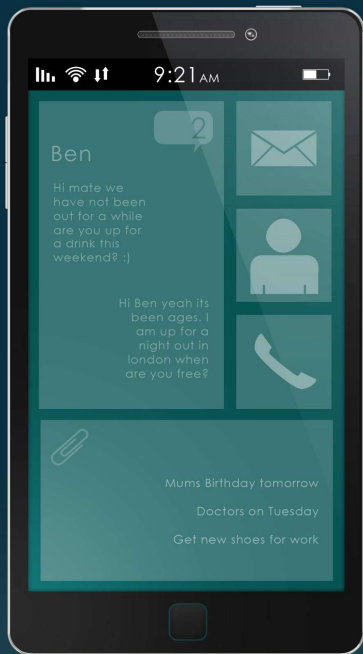 9:21 AM
2
Ben
Hi mate we
have not been
out for a while
are you up for
a drink this
weekend? :)
Hi Ben yeah its
been ages. I
am up for a
night out in
london when
are you free?
Mums Birthday tomorrow
Doctors on Tuesday
Get new shoes for work